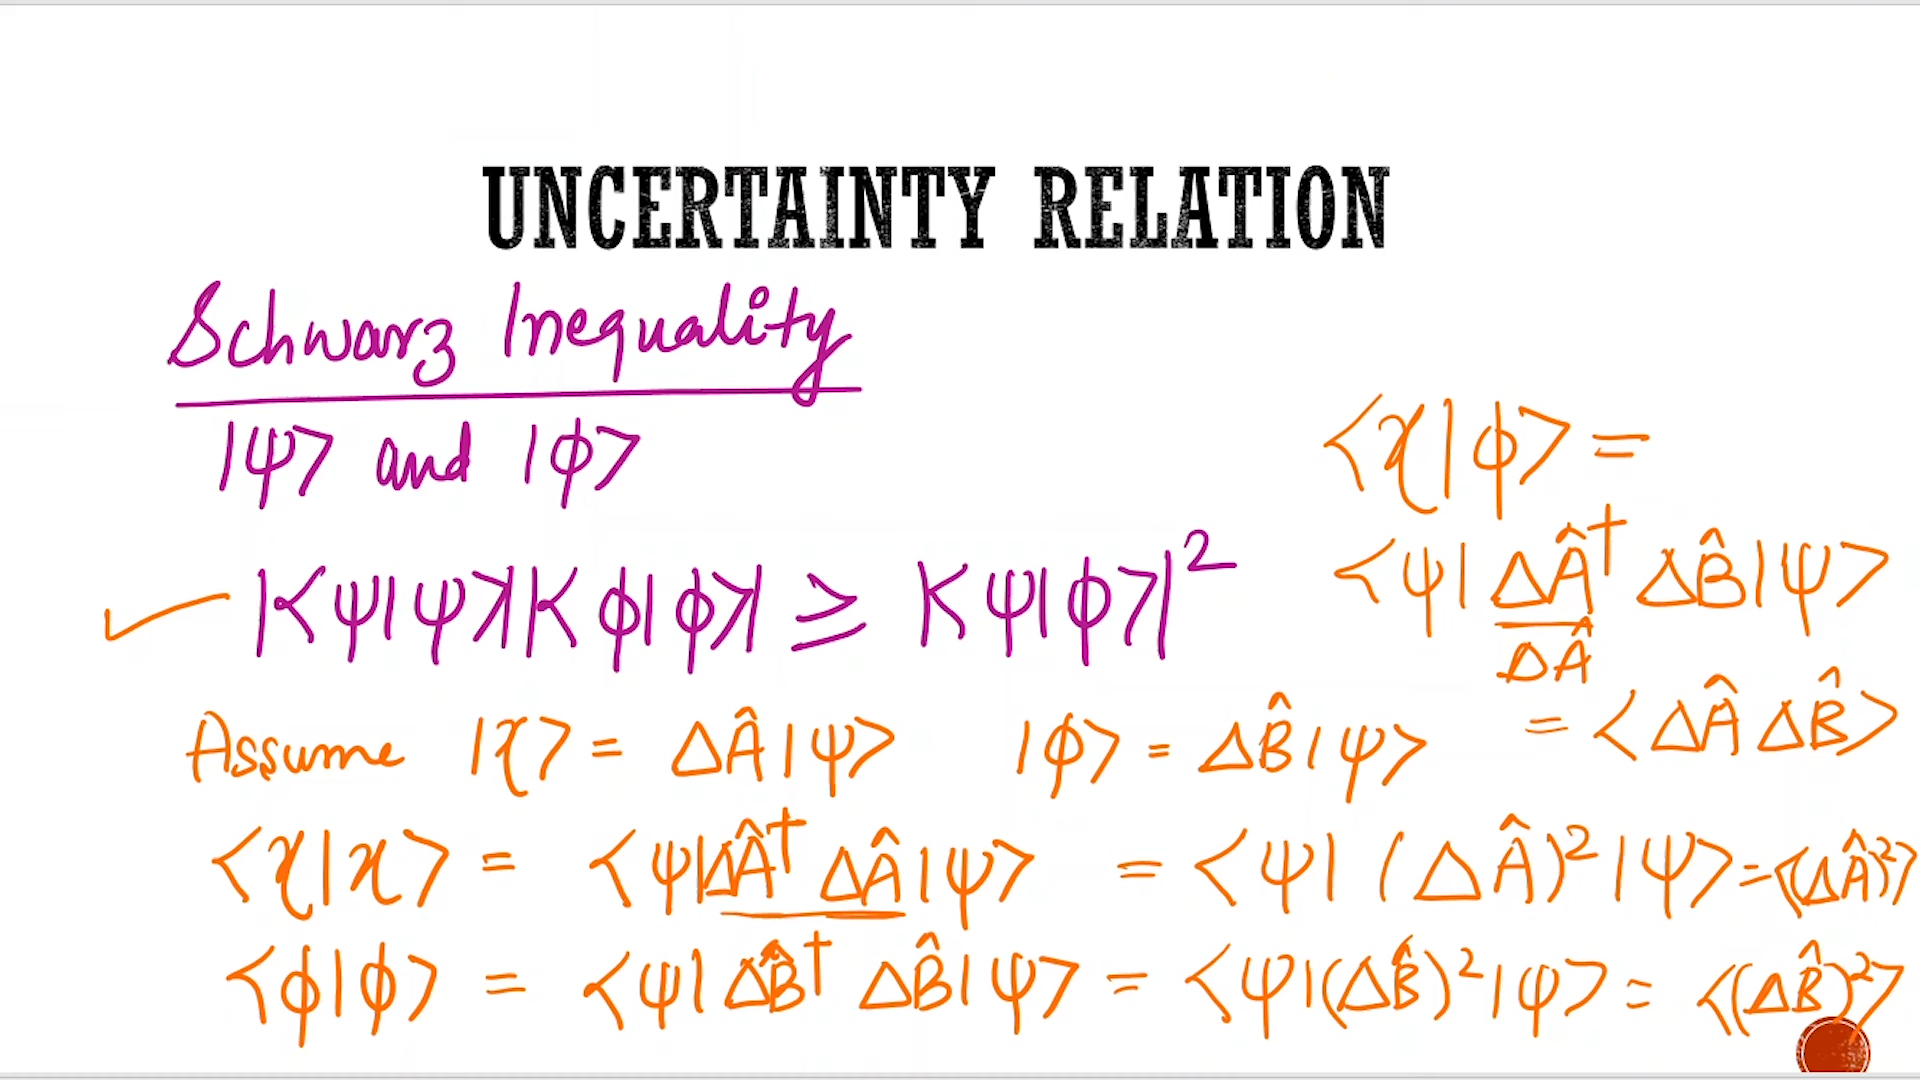 UNCERTAINTY RELATION
Schwarz Inequality
|ψ⟩ and |ϕ⟩
|⟨ψ|ψ⟩||⟨ϕ|ϕ⟩| ≥ |⟨ψ|ϕ⟩|²
⟨χ|ϕ⟩ =
⟨ψ|ΔÂ† ΔB̂|ψ⟩
ΔÂ
= ⟨ΔÂ ΔB̂⟩
Assume |χ⟩ = ΔÂ|ψ⟩ |ϕ⟩ = ΔB̂|ψ⟩
⟨χ|χ⟩ = ⟨ψ|ΔÂ† ΔÂ|ψ⟩ = ⟨ψ|(ΔÂ)²|ψ⟩ = ⟨(ΔÂ)²⟩
⟨ϕ|ϕ⟩ = ⟨ψ|ΔB̂† ΔB̂|ψ⟩ = ⟨ψ|(ΔB̂)²|ψ⟩ = ⟨(ΔB̂)²⟩